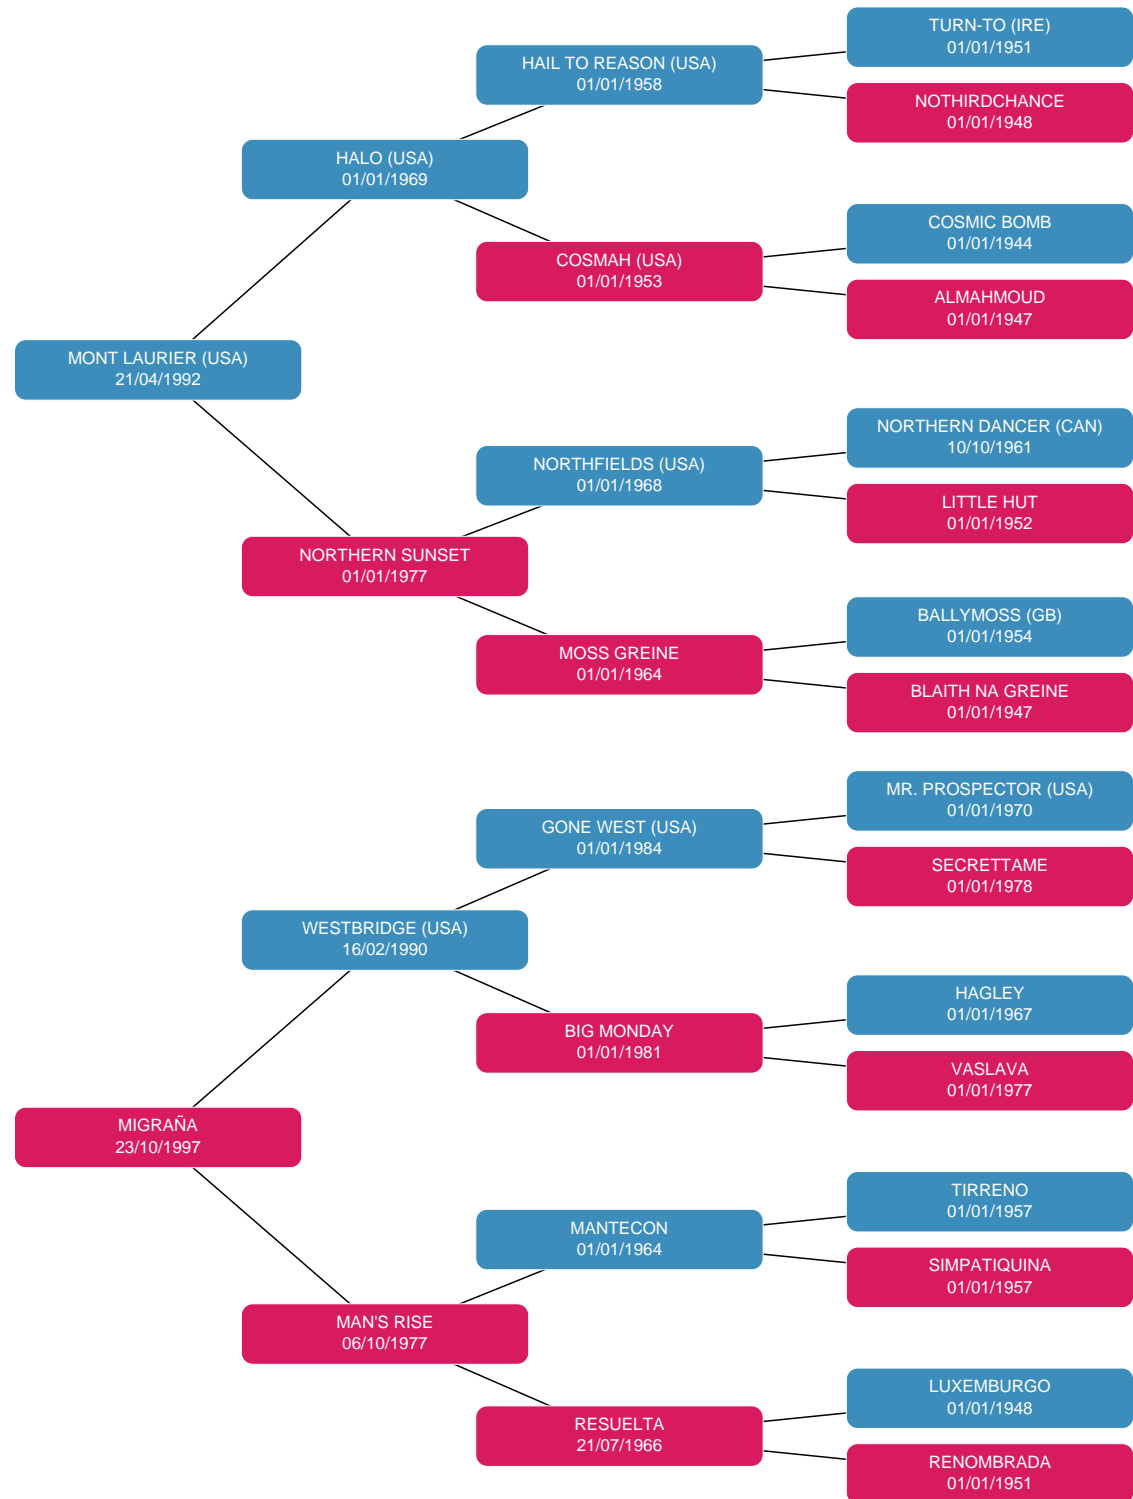 TURN-TO (IRE)
01/01/1951
HAIL TO REASON (USA)
01/01/1958
NOTHIRDCHANCE
01/01/1948
HALO (USA)
01/01/1969
COSMIC BOMB
01/01/1944
COSMAH (USA)
01/01/1953
ALMAHMOUD
01/01/1947
MONT LAURIER (USA)
21/04/1992
NORTHERN DANCER (CAN)
10/10/1961
NORTHFIELDS (USA)
01/01/1968
LITTLE HUT
01/01/1952
NORTHERN SUNSET
01/01/1977
BALLYMOSS (GB)
01/01/1954
MOSS GREINE
01/01/1964
BLAITH NA GREINE
01/01/1947
MR. PROSPECTOR (USA)
01/01/1970
GONE WEST (USA)
01/01/1984
SECRETTAME
01/01/1978
WESTBRIDGE (USA)
16/02/1990
HAGLEY
01/01/1967
BIG MONDAY
01/01/1981
VASLAVA
01/01/1977
MIGRAÑA
23/10/1997
TIRRENO
01/01/1957
MANTECON
01/01/1964
SIMPATIQUINA
01/01/1957
MAN'S RISE
06/10/1977
LUXEMBURGO
01/01/1948
RESUELTA
21/07/1966
RENOMBRADA
01/01/1951